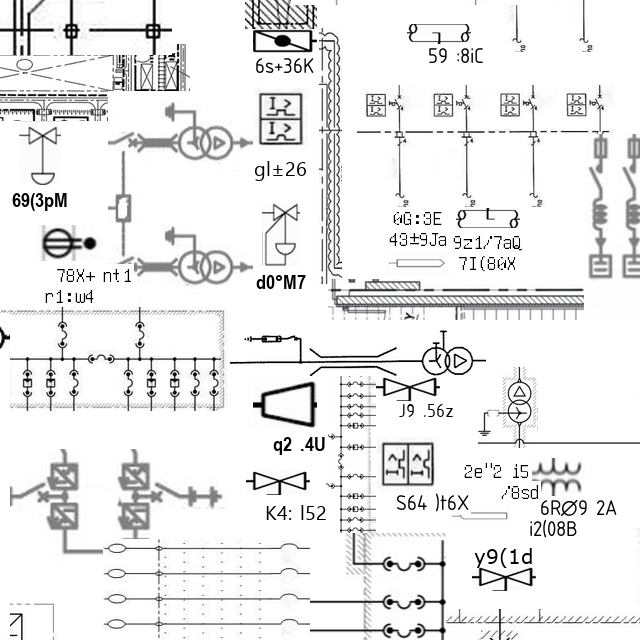 59 :8iC
6s+36K
gl±26
69(3pM
0G:3E
43±9Ja
9z1/7aQ
7I(80X
d0°M7
78X+ nt1
r1:w4
J9 .56z
q2 .4U
2e"2 i5
/8sd
S64 )t6X
K4: l52
6RØ9 2A
i2(08B
y9(1d